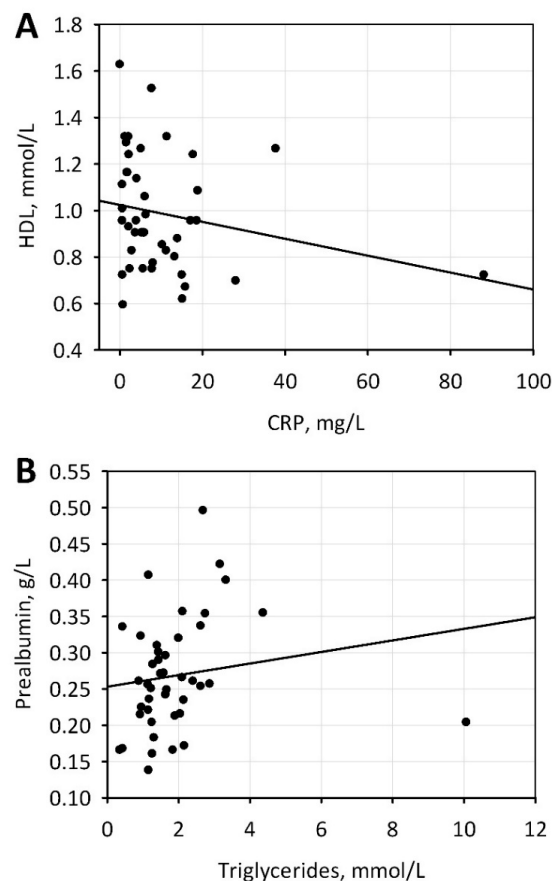 A
HDL, mmol/L
1.8
1.6
1.4
1.2
1.0
0.8
0.6
0.4
0 20 40 60 80 100
CRP, mg/L
B
Prealbumin, g/L
0.55
0.50
0.45
0.40
0.35
0.30
0.25
0.20
0.15
0.10
0 2 4 6 8 10 12
Triglycerides, mmol/L